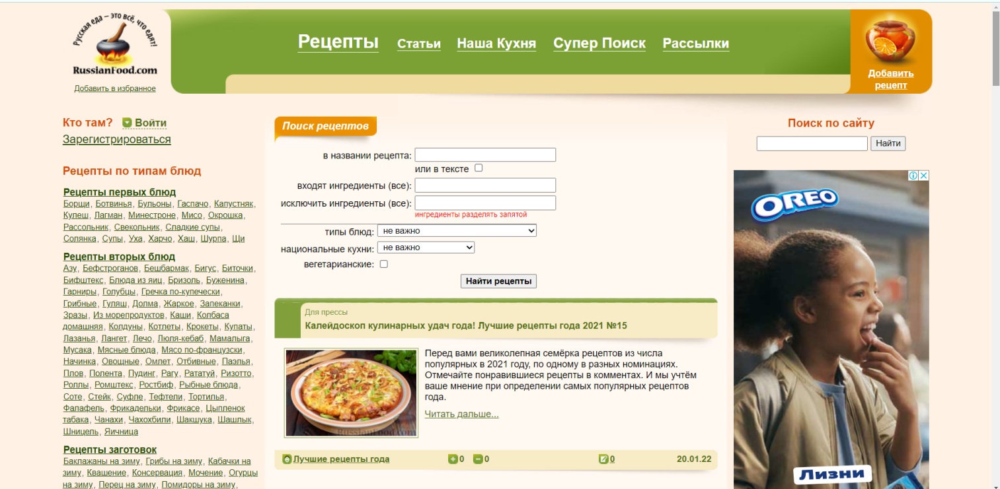 Русская еда – это всё, что едят!
RussianFood.com
Добавить в избранное
Рецепты Статьи Наша Кухня Супер Поиск Рассылки
Добавить
рецепт
Кто там? Войти
Зарегистрироваться
Рецепты по типам блюд
Рецепты первых блюд
Борщи, Ботвинья, Бульоны, Гаспачо, Капустняк,
Кулеш, Лагман, Минестроне, Мисо, Окрошка,
Рассольник, Свекольник, Сладкие супы,
Солянка, Супы, Уха, Харчо, Хаш, Шурпа, Щи
Рецепты вторых блюд
Азу, Бефстроганов, Бешбармак, Бигус, Биточки,
Бифштекс, Блюда из яиц, Бризоль, Буженина,
Гарниры, Голубцы, Гречка по-купечески,
Грибные, Гуляш, Долма, Жаркое, Запеканки,
Зразы, Из морепродуктов, Каши, Колбаса
домашняя, Колдуны, Котлеты, Крокеты, Купаты,
Лазанья, Лангет, Лечо, Люля-кебаб, Мамалыга,
Мусака, Мясные блюда, Мясо по-французски,
Начинка, Овощные, Омлет, Отбивные, Паэлья,
Плов, Полента, Пудинг, Рагу, Рататуй, Ризотто,
Роллы, Ромштекс, Ростбиф, Рыбные блюда,
Соте, Стейк, Суфле, Тефтели, Тортилья,
Фалафель, Фрикадельки, Фрикасе, Цыпленок
табака, Чанахи, Чахохбили, Шакшука, Шашлык,
Шницель, Яичница
Рецепты заготовок
Баклажаны на зиму, Грибы на зиму, Кабачки на
зиму, Квашение, Консервация, Мочение, Огурцы
на зиму, Перец на зиму, Помидоры на зиму,
Поиск рецептов
в названии рецепта:
или в тексте
входят ингредиенты (все):
исключить ингредиенты (все):
ингредиенты разделять запятой
типы блюд: не важно
национальные кухни: не важно
вегетарианские:
Найти рецепты
Для прессы
Калейдоскоп кулинарных удач года! Лучшие рецепты года 2021 №15
Перед вами великолепная семёрка рецептов из числа
популярных в 2021 году, по одному в разных номинациях.
Отмечайте понравившиеся рецепты в комментах. И мы учтём
ваше мнение при определении самых популярных рецептов
года.
Читать дальше...
RussianFood.com
Лучшие рецепты года 0 0 0 20.01.22
Поиск по сайту
Найти
OREO
Лизни